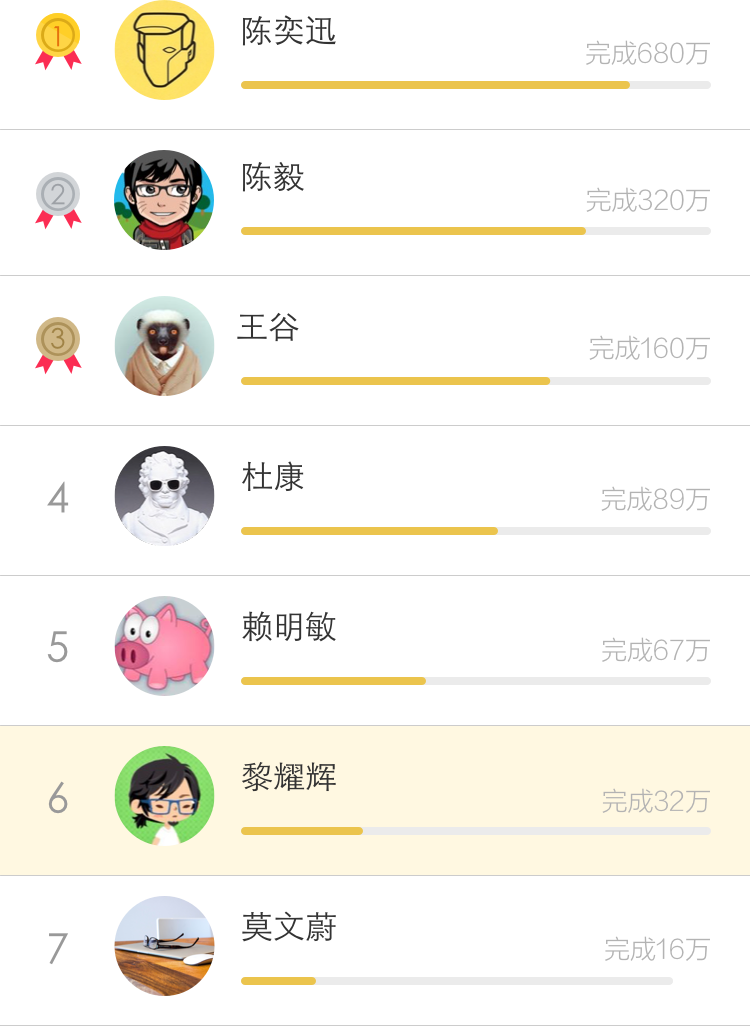 1
陈奕迅
完成680万
2
陈毅
完成320万
3
王谷
完成160万
4
杜康
完成89万
5
赖明敏
完成67万
6
黎耀辉
完成32万
7
莫文蔚
完成16万